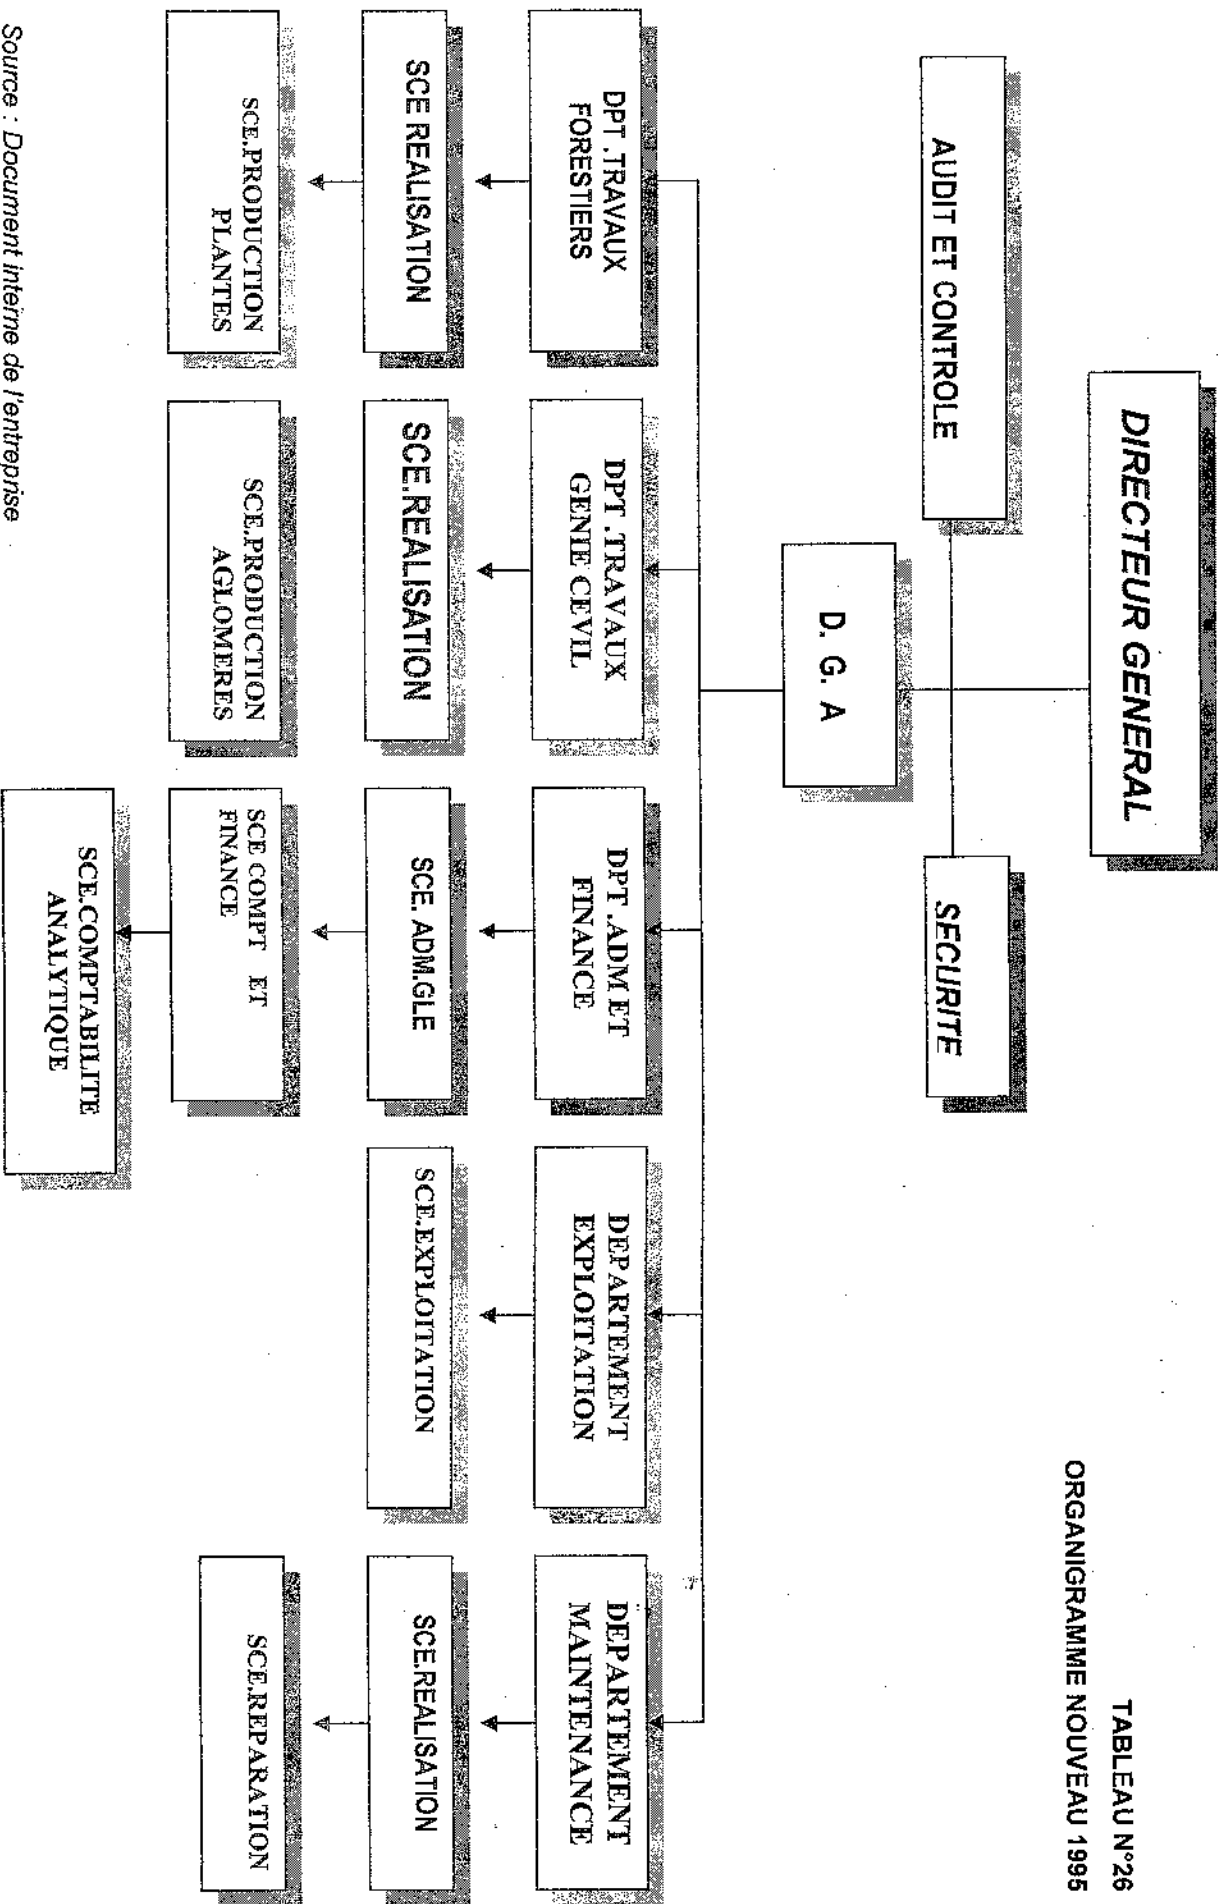 TABLEAU N°26
ORGANIGRAMME NOUVEAU 1995
DIRECTEUR GENERAL
AUDIT ET CONTROLE
SECURITE
D. G. A
DPT .TRAVAUX
FORESTIERS
DPT .TRAVAUX
GENIE CEVIL
DPT .ADM ET
FINANCE
DEPARTEMENT
EXPLOITATION
DEPARTEMENT
MAINTENANCE
SCE REALISATION
SCE.REALISATION
SCE. ADM.GLE
SCE.EXPLOITATION
SCE.REALISATION
SCE.PRODUCTION
PLANTES
SCE.PRODUCTION
AGLOMERES
SCE COMPT ET
FINANCE
SCE.REPARATION
SCE.COMPTABILITE
ANALYTIQUE
Source : Document interne de l'entreprise